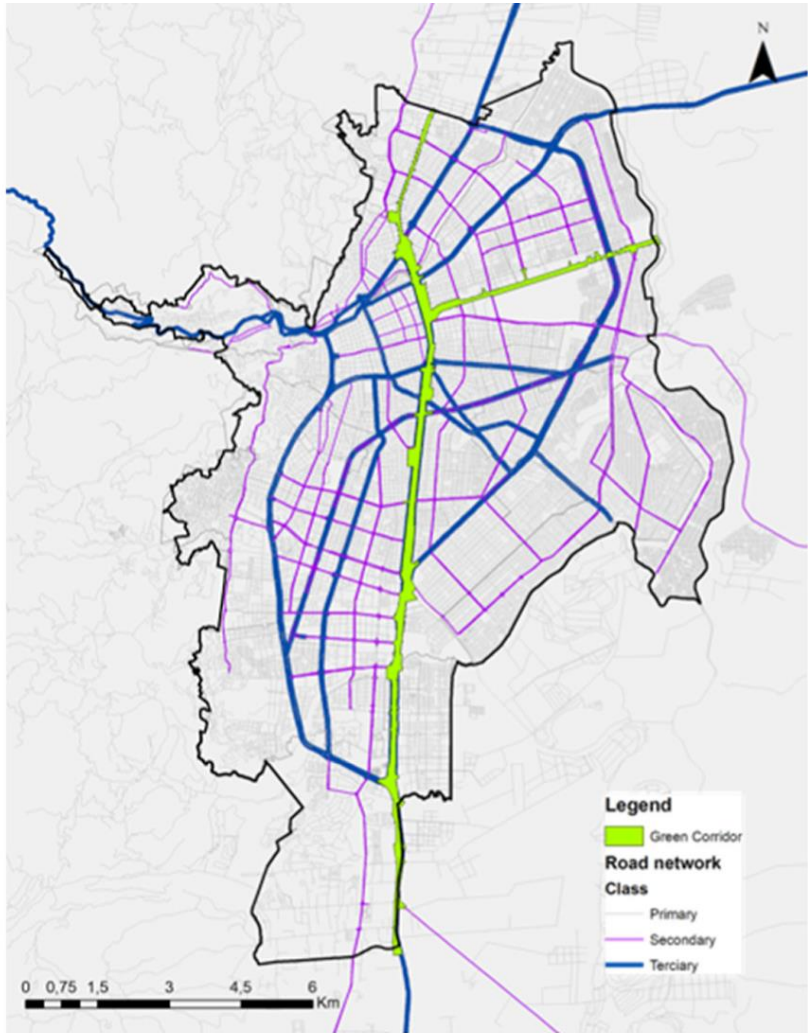 N
Legend
Green Corridor
Road network
Class
Primary
Secondary
Terciary
0 0,75 1,5 3 4,5 6
Km